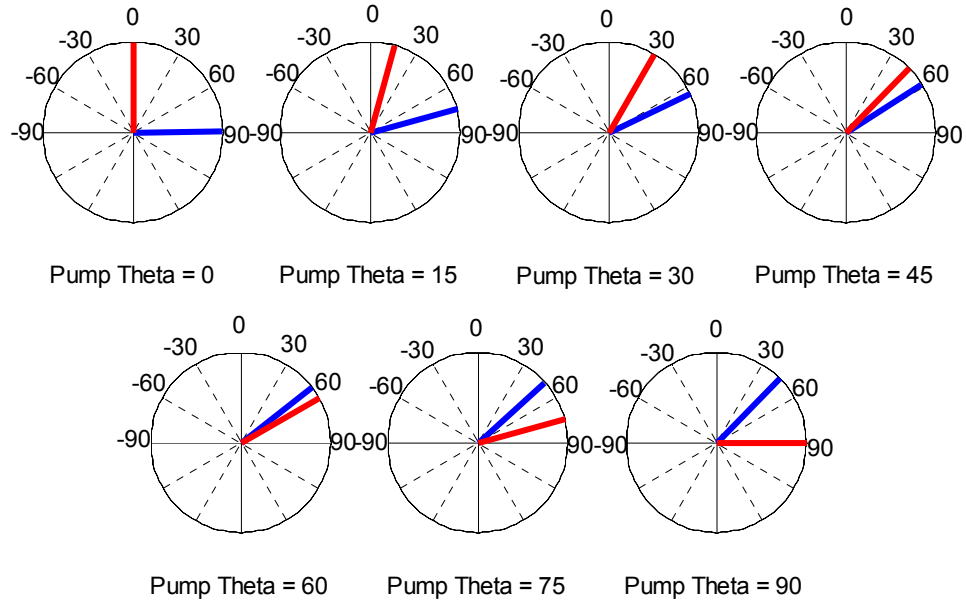 0 0 0 0
-30 30 -30 30 -30 30 -30 30
-60 60 -60 60 -60 60 -60 60
-90 90 -90 90 -90 90 -90 90
Pump Theta = 0 Pump Theta = 15 Pump Theta = 30 Pump Theta = 45
0 0 0
-30 30 -30 30 -30 30
-60 60 -60 60 -60 60
-90 90 -90 90 -90 90
Pump Theta = 60 Pump Theta = 75 Pump Theta = 90